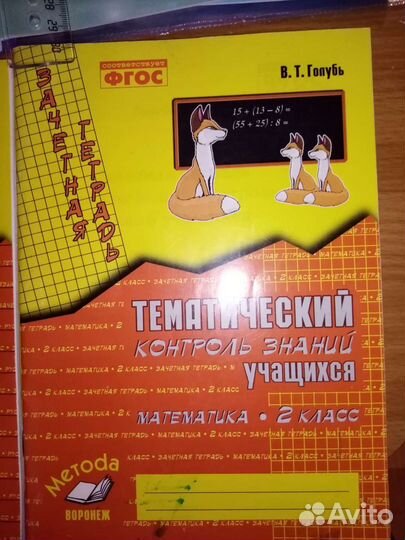 соответствует
ФГОС
В. Т. Голубь
ЗАЧЕТНАЯ
ТЕТРАДЬ
15 + (13 – 8) =
(55 + 25) : 8 =
ТЕМАТИЧЕСКИЙ
КОНТРОЛЬ ЗНАНИЙ
УЧАЩИХСЯ
МАТЕМАТИКА • 2 КЛАСС
Метода
ВОРОНЕЖ
Avito